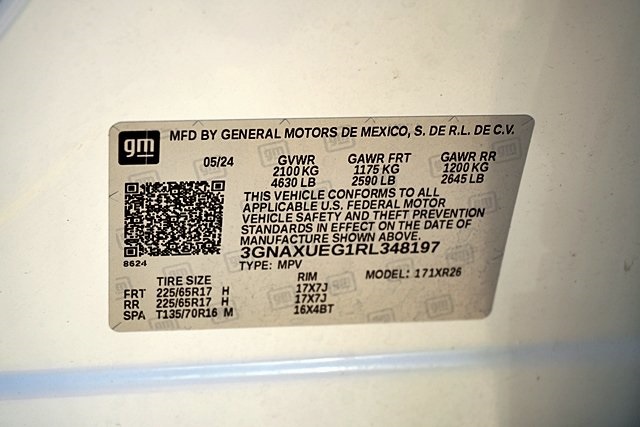 gm MFD BY GENERAL MOTORS DE MEXICO, S. DE R.L. DE C.V.
05/24 GVWR GAWR FRT GAWR RR
2100 KG 1175 KG 1200 KG
4630 LB 2590 LB 2645 LB
THIS VEHICLE CONFORMS TO ALL
APPLICABLE U.S. FEDERAL MOTOR
VEHICLE SAFETY AND THEFT PREVENTION
STANDARDS IN EFFECT ON THE DATE OF
MANUFACTURE SHOWN ABOVE.
3GNAXUEG1RL348197
8624 TYPE: MPV
TIRE SIZE RIM MODEL: 171XR26
FRT 225/65R17 H 17X7J
RR 225/65R17 H 17X7J
SPA T135/70R16 M 16X4BT